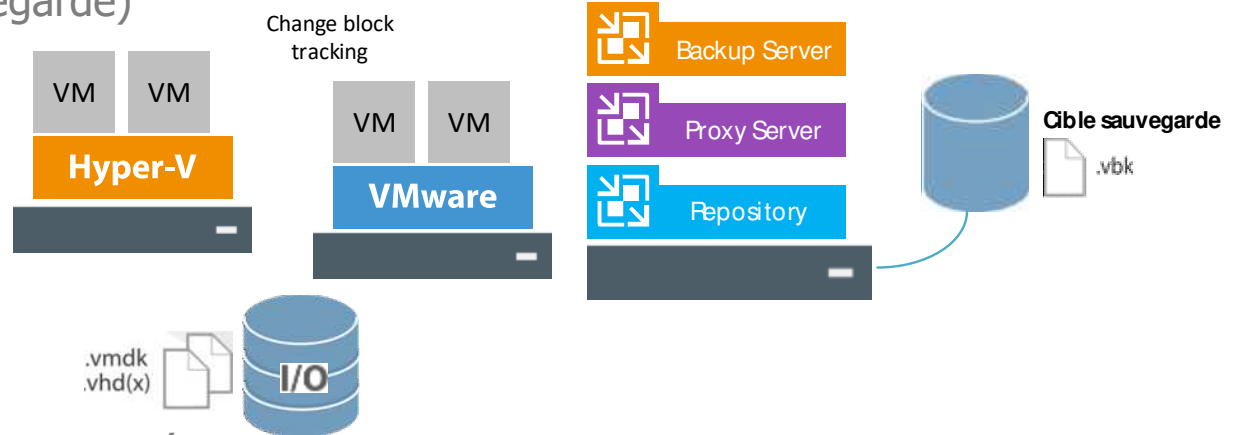 egarde)
Change block
tracking
VM VM
Hyper-V
VM VM
VMware
Backup Server
Proxy Server
Repository
Cible sauvegarde
.vbk
.vmdk
.vhd(x)
I/O